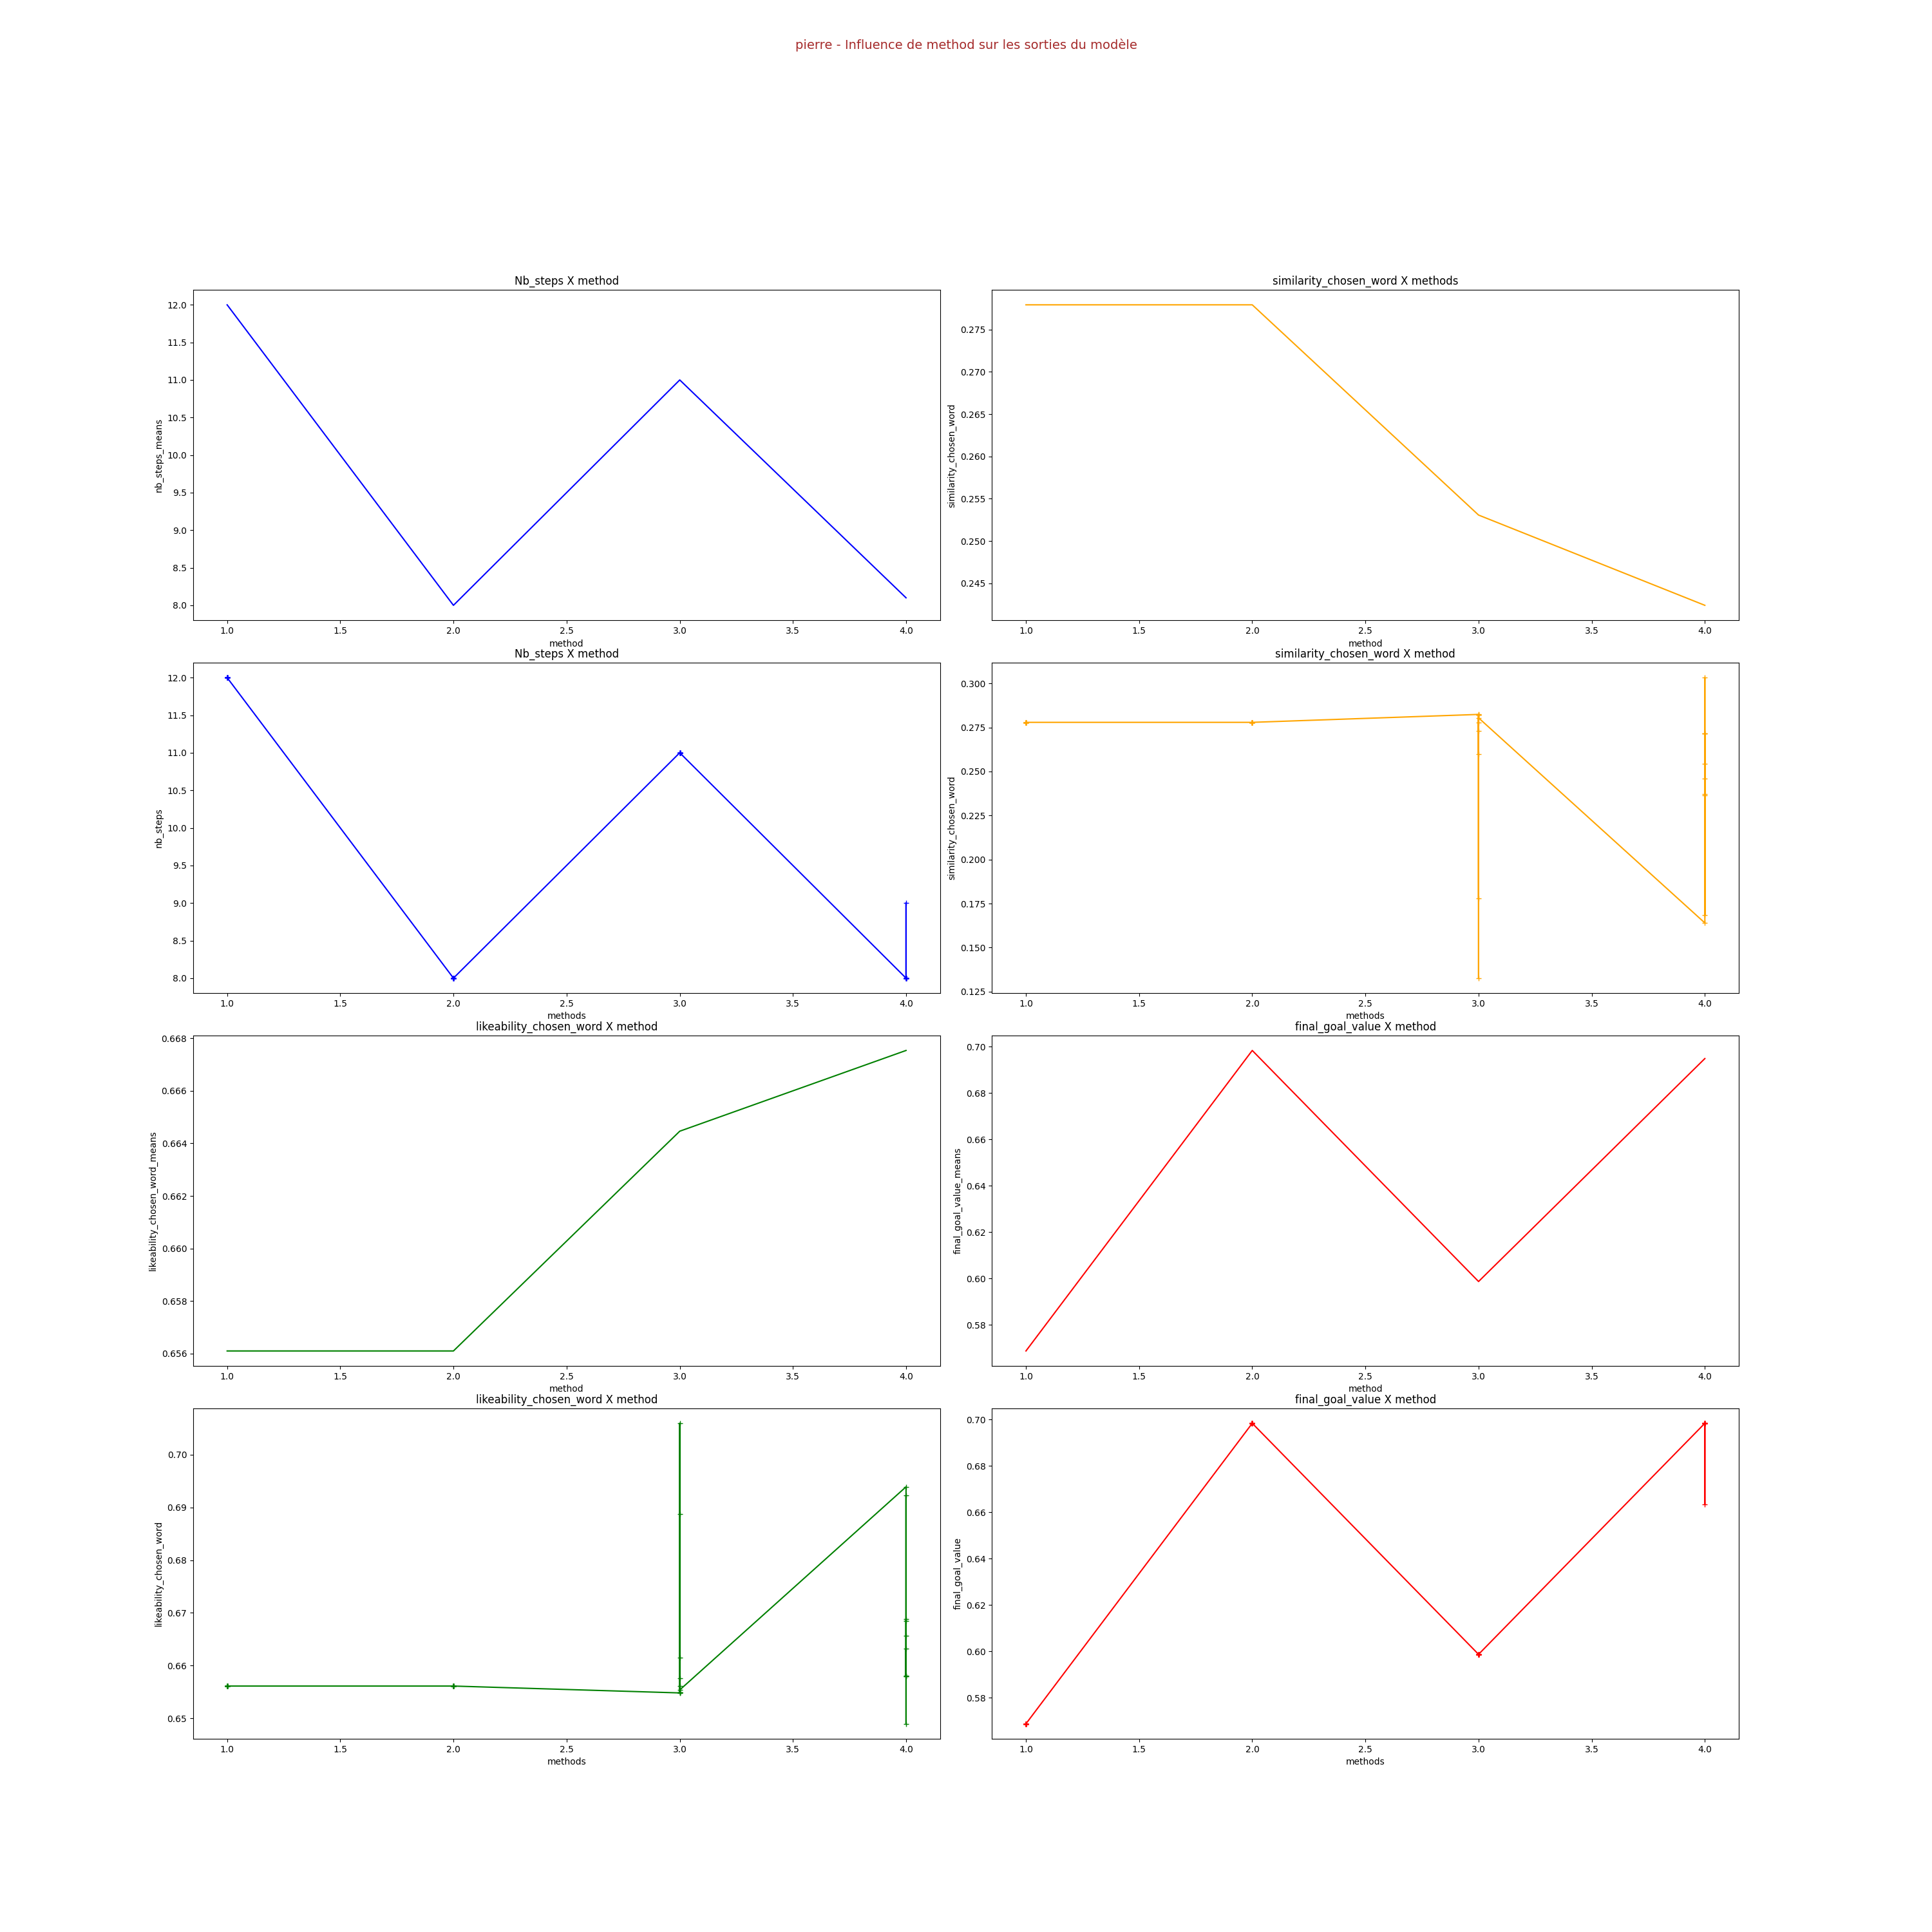 pierre - Influence de method sur les sorties du modèle
Nb_steps X method
12.0
11.5
11.0
10.5
10.0
9.5
9.0
8.5
8.0
nb_steps_means
1.0 1.5 2.0 2.5 3.0 3.5 4.0
method
similarity_chosen_word X methods
0.275
0.270
0.265
0.260
0.255
0.250
0.245
similarity_chosen_word
1.0 1.5 2.0 2.5 3.0 3.5 4.0
method
Nb_steps X method
12.0
11.5
11.0
10.5
10.0
9.5
9.0
8.5
8.0
nb_steps
1.0 1.5 2.0 2.5 3.0 3.5 4.0
methods
similarity_chosen_word X method
0.300
0.275
0.250
0.225
0.200
0.175
0.150
0.125
similarity_chosen_word
1.0 1.5 2.0 2.5 3.0 3.5 4.0
methods
likeability_chosen_word X method
0.668
0.666
0.664
0.662
0.660
0.658
0.656
likeability_chosen_word_means
1.0 1.5 2.0 2.5 3.0 3.5 4.0
method
final_goal_value X method
0.70
0.68
0.66
0.64
0.62
0.60
0.58
final_goal_value_means
1.0 1.5 2.0 2.5 3.0 3.5 4.0
method
likeability_chosen_word X method
0.70
0.69
0.68
0.67
0.66
0.65
likeability_chosen_word
1.0 1.5 2.0 2.5 3.0 3.5 4.0
methods
final_goal_value X method
0.70
0.68
0.66
0.64
0.62
0.60
0.58
final_goal_value
1.0 1.5 2.0 2.5 3.0 3.5 4.0
methods